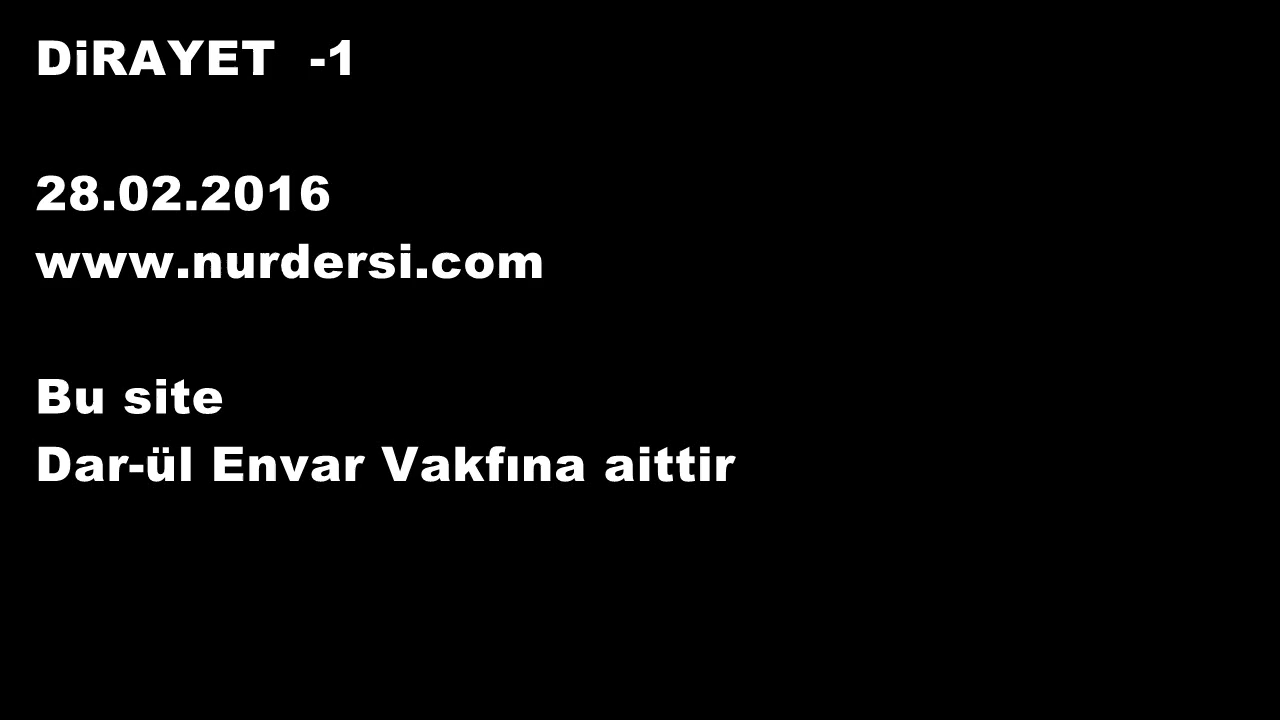 DiRAYET -1
28.02.2016
www.nurdersi.com
Bu site
Dar-ül Envar Vakfına aittir